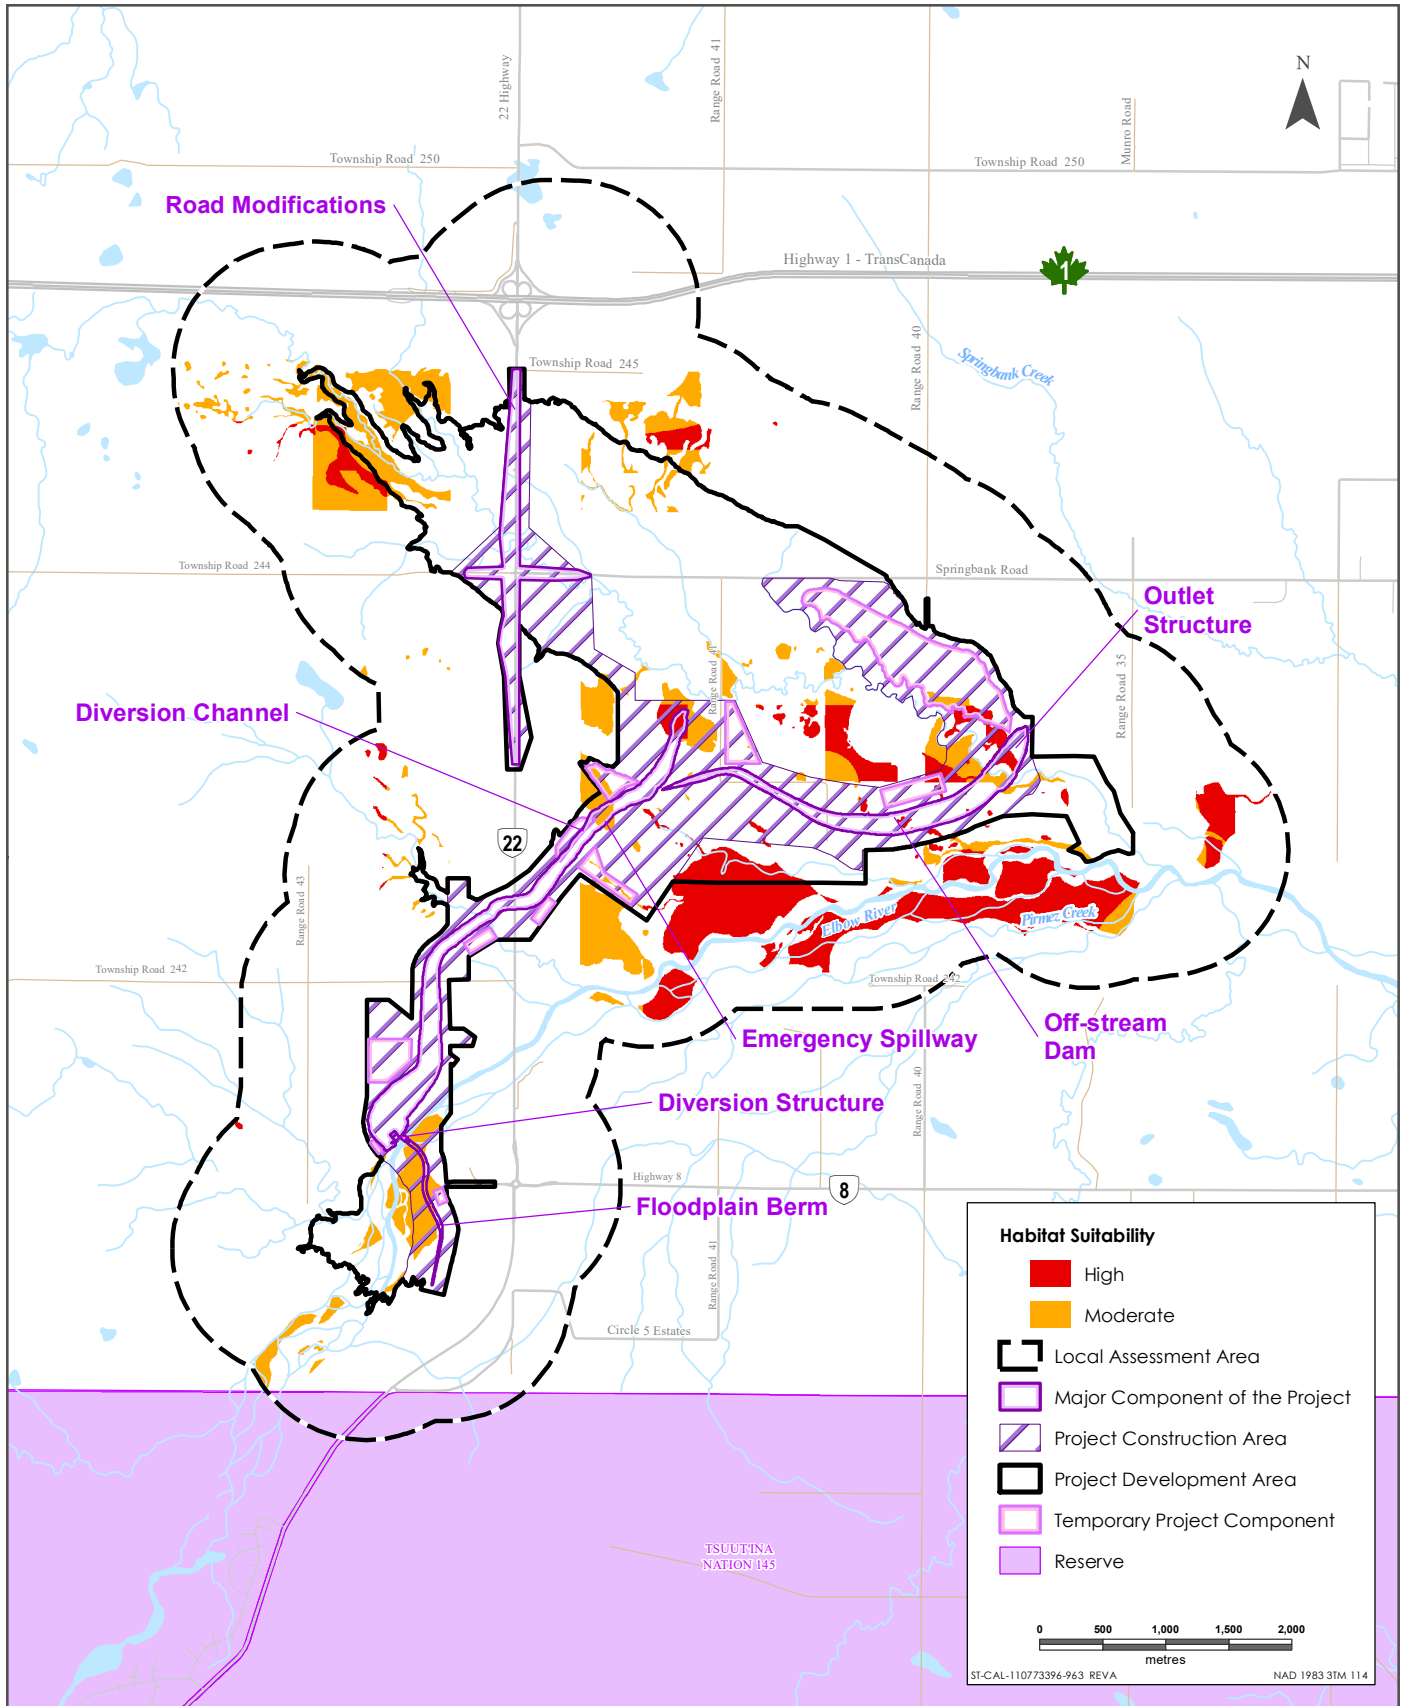 22 Highway
Range Road 41
Munro Road
N
Township Road 250
Township Road 250
Road Modifications
Highway 1 - TransCanada
1
Township Road 245
Range Road 40
Springbank Creek
Township Road 244
Springbank Road
Outlet
Structure
Range Road 41
Range Road 35
Diversion Channel
22
Range Road 43
Elbow River
Pirmez Creek
Township Road 242
Township Road 242
Emergency Spillway
Off-stream
Dam
Range Road 40
Diversion Structure
Highway 8
8
Floodplain Berm
Range Road 41
Circle 5 Estates
TSUUT'INA
NATION 145
Habitat Suitability
High
Moderate
Local Assessment Area
Major Component of the Project
Project Construction Area
Project Development Area
Temporary Project Component
Reserve
0 500 1,000 1,500 2,000
metres
ST-CAL-110773396-963 REVA
NAD 1983 3TM 114